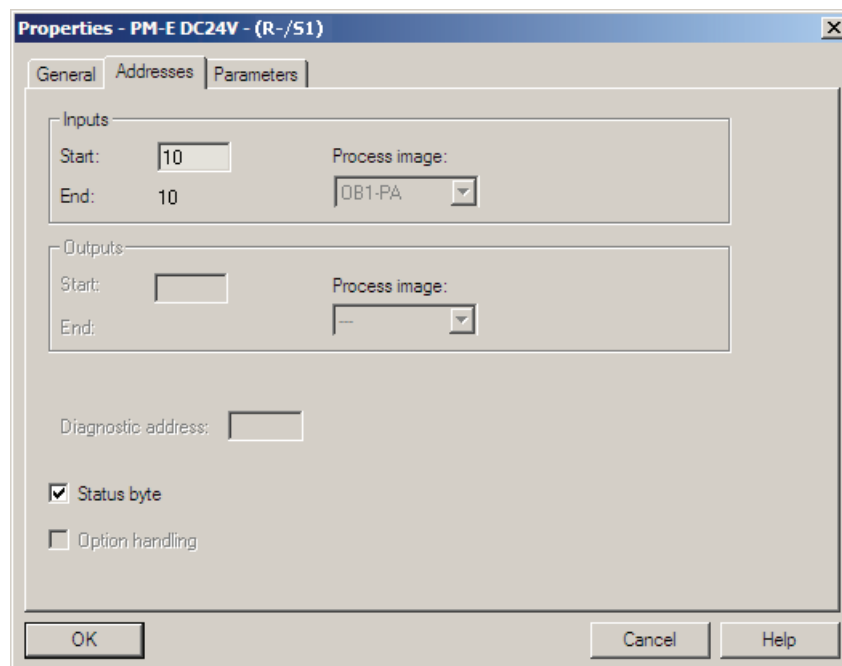 Properties - PM-E DC24V - (R-/S1)
General Addresses Parameters
Inputs
Start: 10 Process image:
End: 10 OB1-PA
Outputs
Start: Process image:
End: ---
Diagnostic address:
Status byte
Option handling
OK Cancel Help